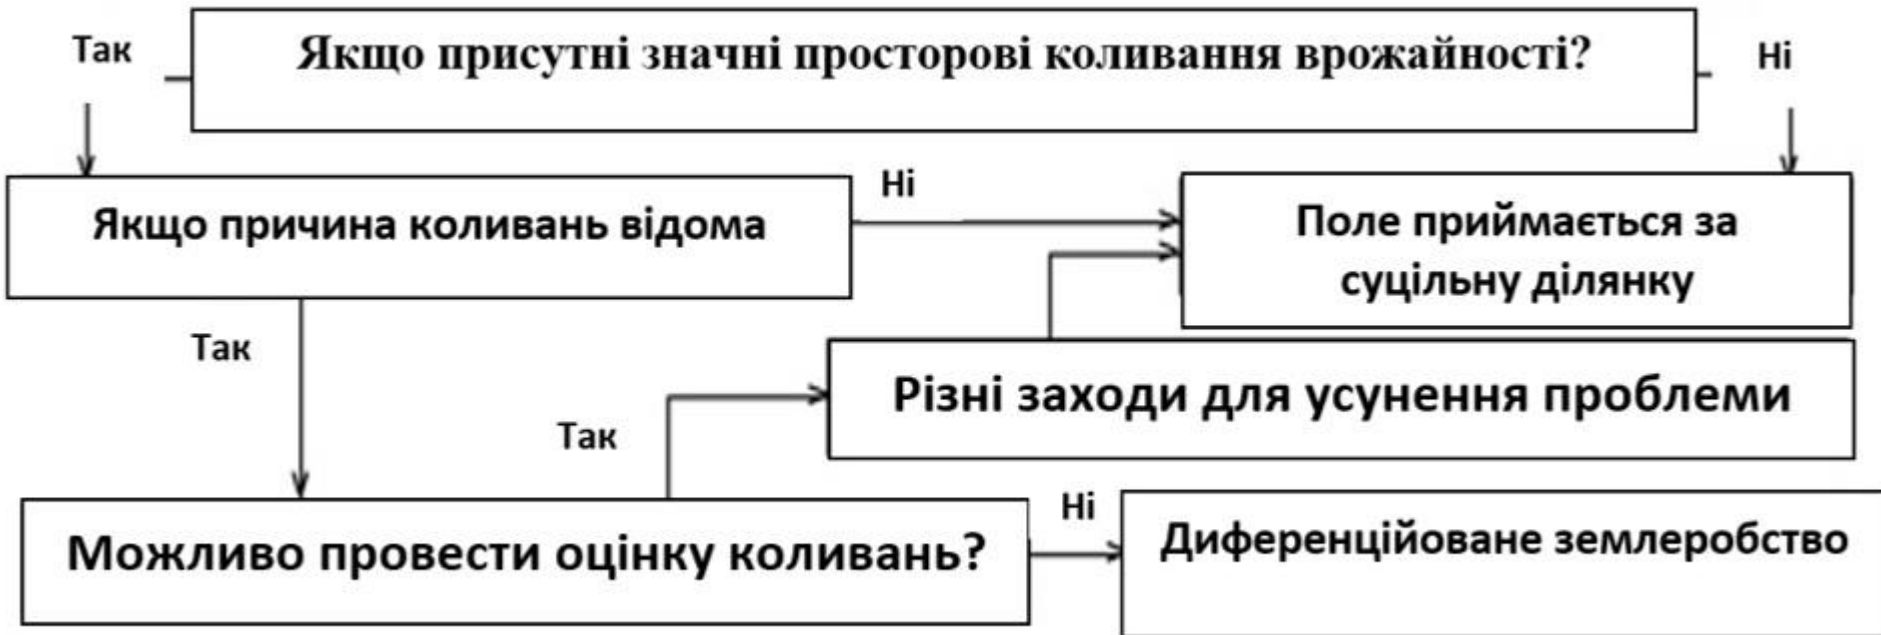 Так
Якщо присутні значні просторові коливання врожайності?
Ні
Якщо причина коливань відома
Ні
Поле приймається за
суцільну ділянку
Так
Різні заходи для усунення проблеми
Так
Можливо провести оцінку коливань?
Ні
Диференційоване землеробство